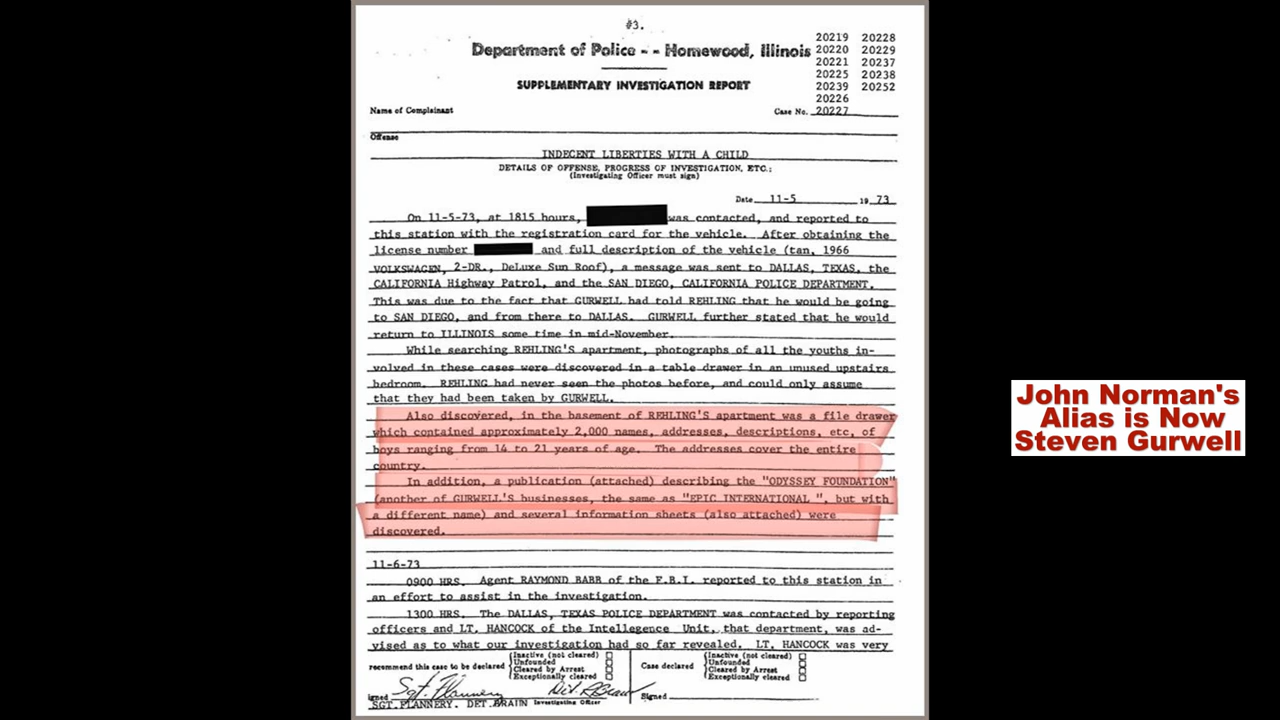 #3.
Department of Police - - Homewood, Illinois
20219 20228
20220 20229
20221 20237
20225 20238
20239 20252
20226
SUPPLEMENTARY INVESTIGATION REPORT
Name of Complainant
Case No. 20227
Offense
INDECENT LIBERTIES WITH A CHILD
DETAILS OF OFFENSE, PROGRESS OF INVESTIGATION, ETC.:
(Investigating Officer must sign)
Date 11-5 19 73
On 11-5-73, at 1815 hours, was contacted, and reported to
this station with the registration card for the vehicle. After obtaining the
license number and full description of the vehicle (tan, 1966
VOLKSWAGEN, 2-DR., DeLuxe Sun Roof), a message was sent to DALLAS, TEXAS, the
CALIFORNIA Highway Patrol, and the SAN DIEGO, CALIFORNIA POLICE DEPARTMENT.
This was due to the fact that GURWELL had told REHLING that he would be going
to SAN DIEGO, and from there to DALLAS. GURWELL further stated that he would
return to ILLINOIS some time in mid-November.
While searching REHLING'S apartment, photographs of all the youths in-
volved in these cases were discovered in a table drawer in an unused upstairs
bedroom. REHLING had never seen the photos before, and could only assume
that they had been taken by GURWELL.
Also discovered, in the basement of REHLING'S apartment was a file drawer
which contained approximately 2,000 names, addresses, descriptions, etc, of
boys ranging from 14 to 21 years of age. The addresses cover the entire
country.
In addition, a publication (attached) describing the "ODYSSEY FOUNDATION"
(another of GURWELL'S businesses, the same as "EPIC INTERNATIONAL ", but with
a different name) and several information sheets (also attached) were
discovered.
11-6-73
0900 HRS. Agent RAYMOND BABB of the F.B.I. reported to this station in
an effort to assist in the investigation.
1300 HRS. The DALLAS, TEXAS POLICE DEPARTMENT was contacted by reporting
officers and LT. HANCOCK of the Intellegence Unit, that department, was ad-
vised as to what our investigation had so far revealed. LT. HANCOCK was very
recommend this case to be declared
Inactive (not cleared)
Unfounded
Cleared by Arrest
Exceptionally cleared
Case declared
Inactive (not cleared)
Unfounded
Cleared by Arrest
Exceptionally cleared
signed Sgt. Flannery
Signed
SGT. FLANNERY. DET. BRAUN Investigating Officer
John Norman's
Alias is Now
Steven Gurwell